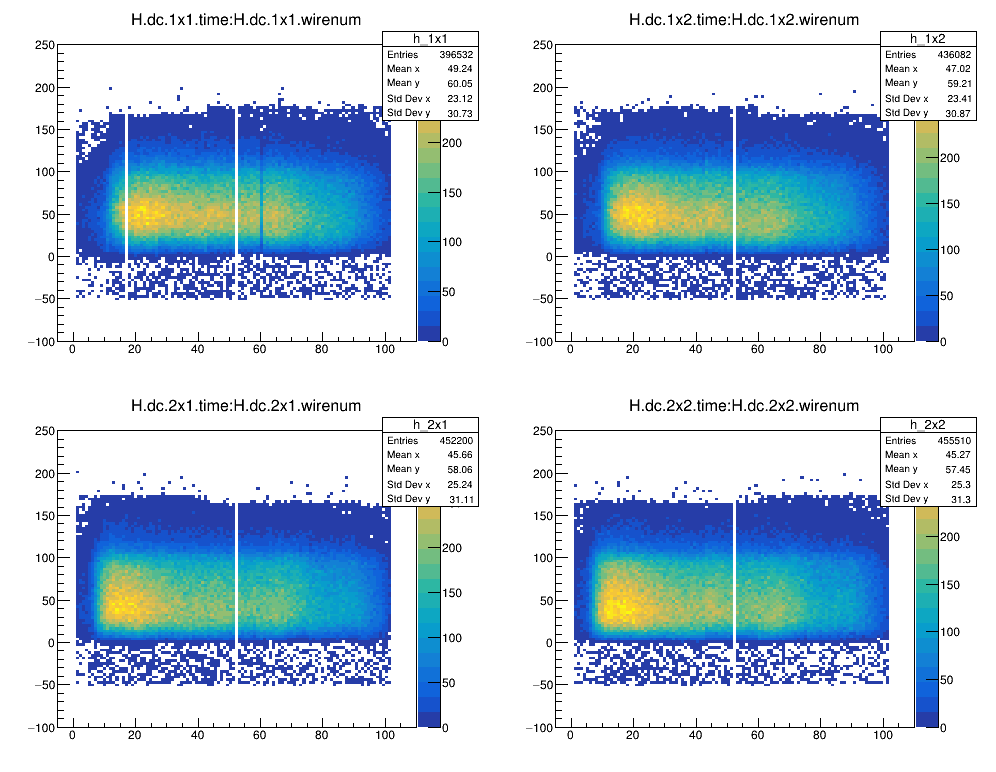 H.dc.1x1.time:H.dc.1x1.wirenum
h_1x1
Entries 396532
Mean x 49.24
Mean y 60.05
Std Dev x 23.12
Std Dev y 30.73
250
200
150
100
50
0
−50
−100
0 20 40 60 80 100
200
150
100
50
0
H.dc.1x2.time:H.dc.1x2.wirenum
h_1x2
Entries 436082
Mean x 47.02
Mean y 59.21
Std Dev x 23.41
Std Dev y 30.87
250
200
150
100
50
0
−50
−100
0 20 40 60 80 100
200
150
100
50
0
H.dc.2x1.time:H.dc.2x1.wirenum
h_2x1
Entries 452200
Mean x 45.66
Mean y 58.06
Std Dev x 25.24
Std Dev y 31.11
250
200
150
100
50
0
−50
−100
0 20 40 60 80 100
200
150
100
50
0
H.dc.2x2.time:H.dc.2x2.wirenum
h_2x2
Entries 455510
Mean x 45.27
Mean y 57.45
Std Dev x 25.3
Std Dev y 31.3
250
200
150
100
50
0
−50
−100
0 20 40 60 80 100
200
150
100
50
0